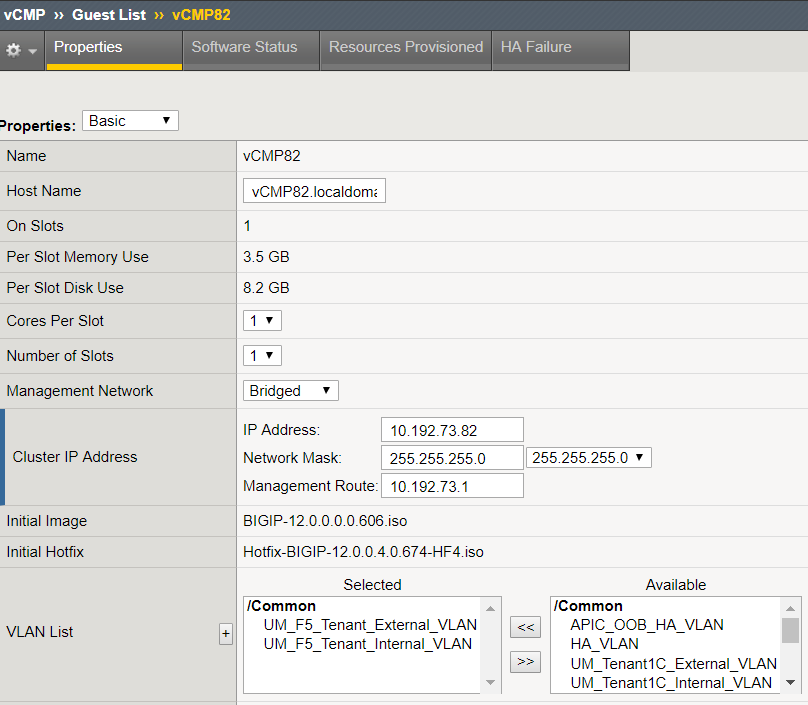 vCMP ›› Guest List ›› vCMP82
Properties Software Status Resources Provisioned HA Failure
Properties: Basic
Name vCMP82
Host Name vCMP82.localdoma
On Slots 1
Per Slot Memory Use 3.5 GB
Per Slot Disk Use 8.2 GB
Cores Per Slot 1
Number of Slots 1
Management Network Bridged
Cluster IP Address
IP Address: 10.192.73.82
Network Mask: 255.255.255.0 255.255.255.0
Management Route: 10.192.73.1
Initial Image BIGIP-12.0.0.0.0.606.iso
Initial Hotfix Hotfix-BIGIP-12.0.0.4.0.674-HF4.iso
VLAN List +
Selected
/Common
UM_F5_Tenant_External_VLAN
UM_F5_Tenant_Internal_VLAN
<<
>>
Available
/Common
APIC_OOB_HA_VLAN
HA_VLAN
UM_Tenant1C_External_VLAN
UM_Tenant1C_Internal_VLAN